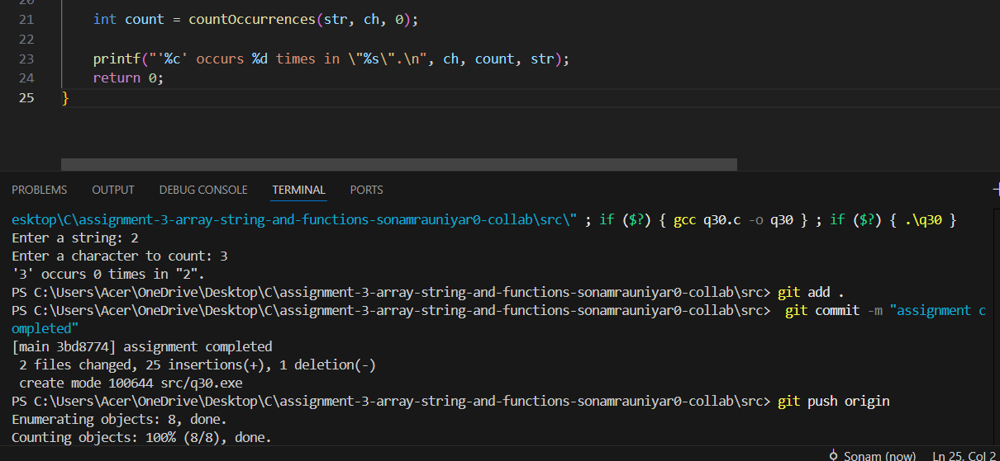 20
21 int count = countOccurrences(str, ch, 0);
22
23 printf("'%c' occurs %d times in \"%s\".\n", ch, count, str);
24 return 0;
25 }
PROBLEMS OUTPUT DEBUG CONSOLE TERMINAL PORTS
esktop\C\assignment-3-array-string-and-functions-sonamrauniyar0-collab\src\" ; if ($?) { gcc q30.c -o q30 } ; if ($?) { .\q30 }
Enter a string: 2
Enter a character to count: 3
'3' occurs 0 times in "2".
PS C:\Users\Acer\OneDrive\Desktop\C\assignment-3-array-string-and-functions-sonamrauniyar0-collab\src> git add .
PS C:\Users\Acer\OneDrive\Desktop\C\assignment-3-array-string-and-functions-sonamrauniyar0-collab\src>  git commit -m "assignment c
ompleted"
[main 3bd8774] assignment completed
 2 files changed, 25 insertions(+), 1 deletion(-)
 create mode 100644 src/q30.exe
PS C:\Users\Acer\OneDrive\Desktop\C\assignment-3-array-string-and-functions-sonamrauniyar0-collab\src> git push origin
Enumerating objects: 8, done.
Counting objects: 100% (8/8), done.
Sonam (now) Ln 25, Col 2